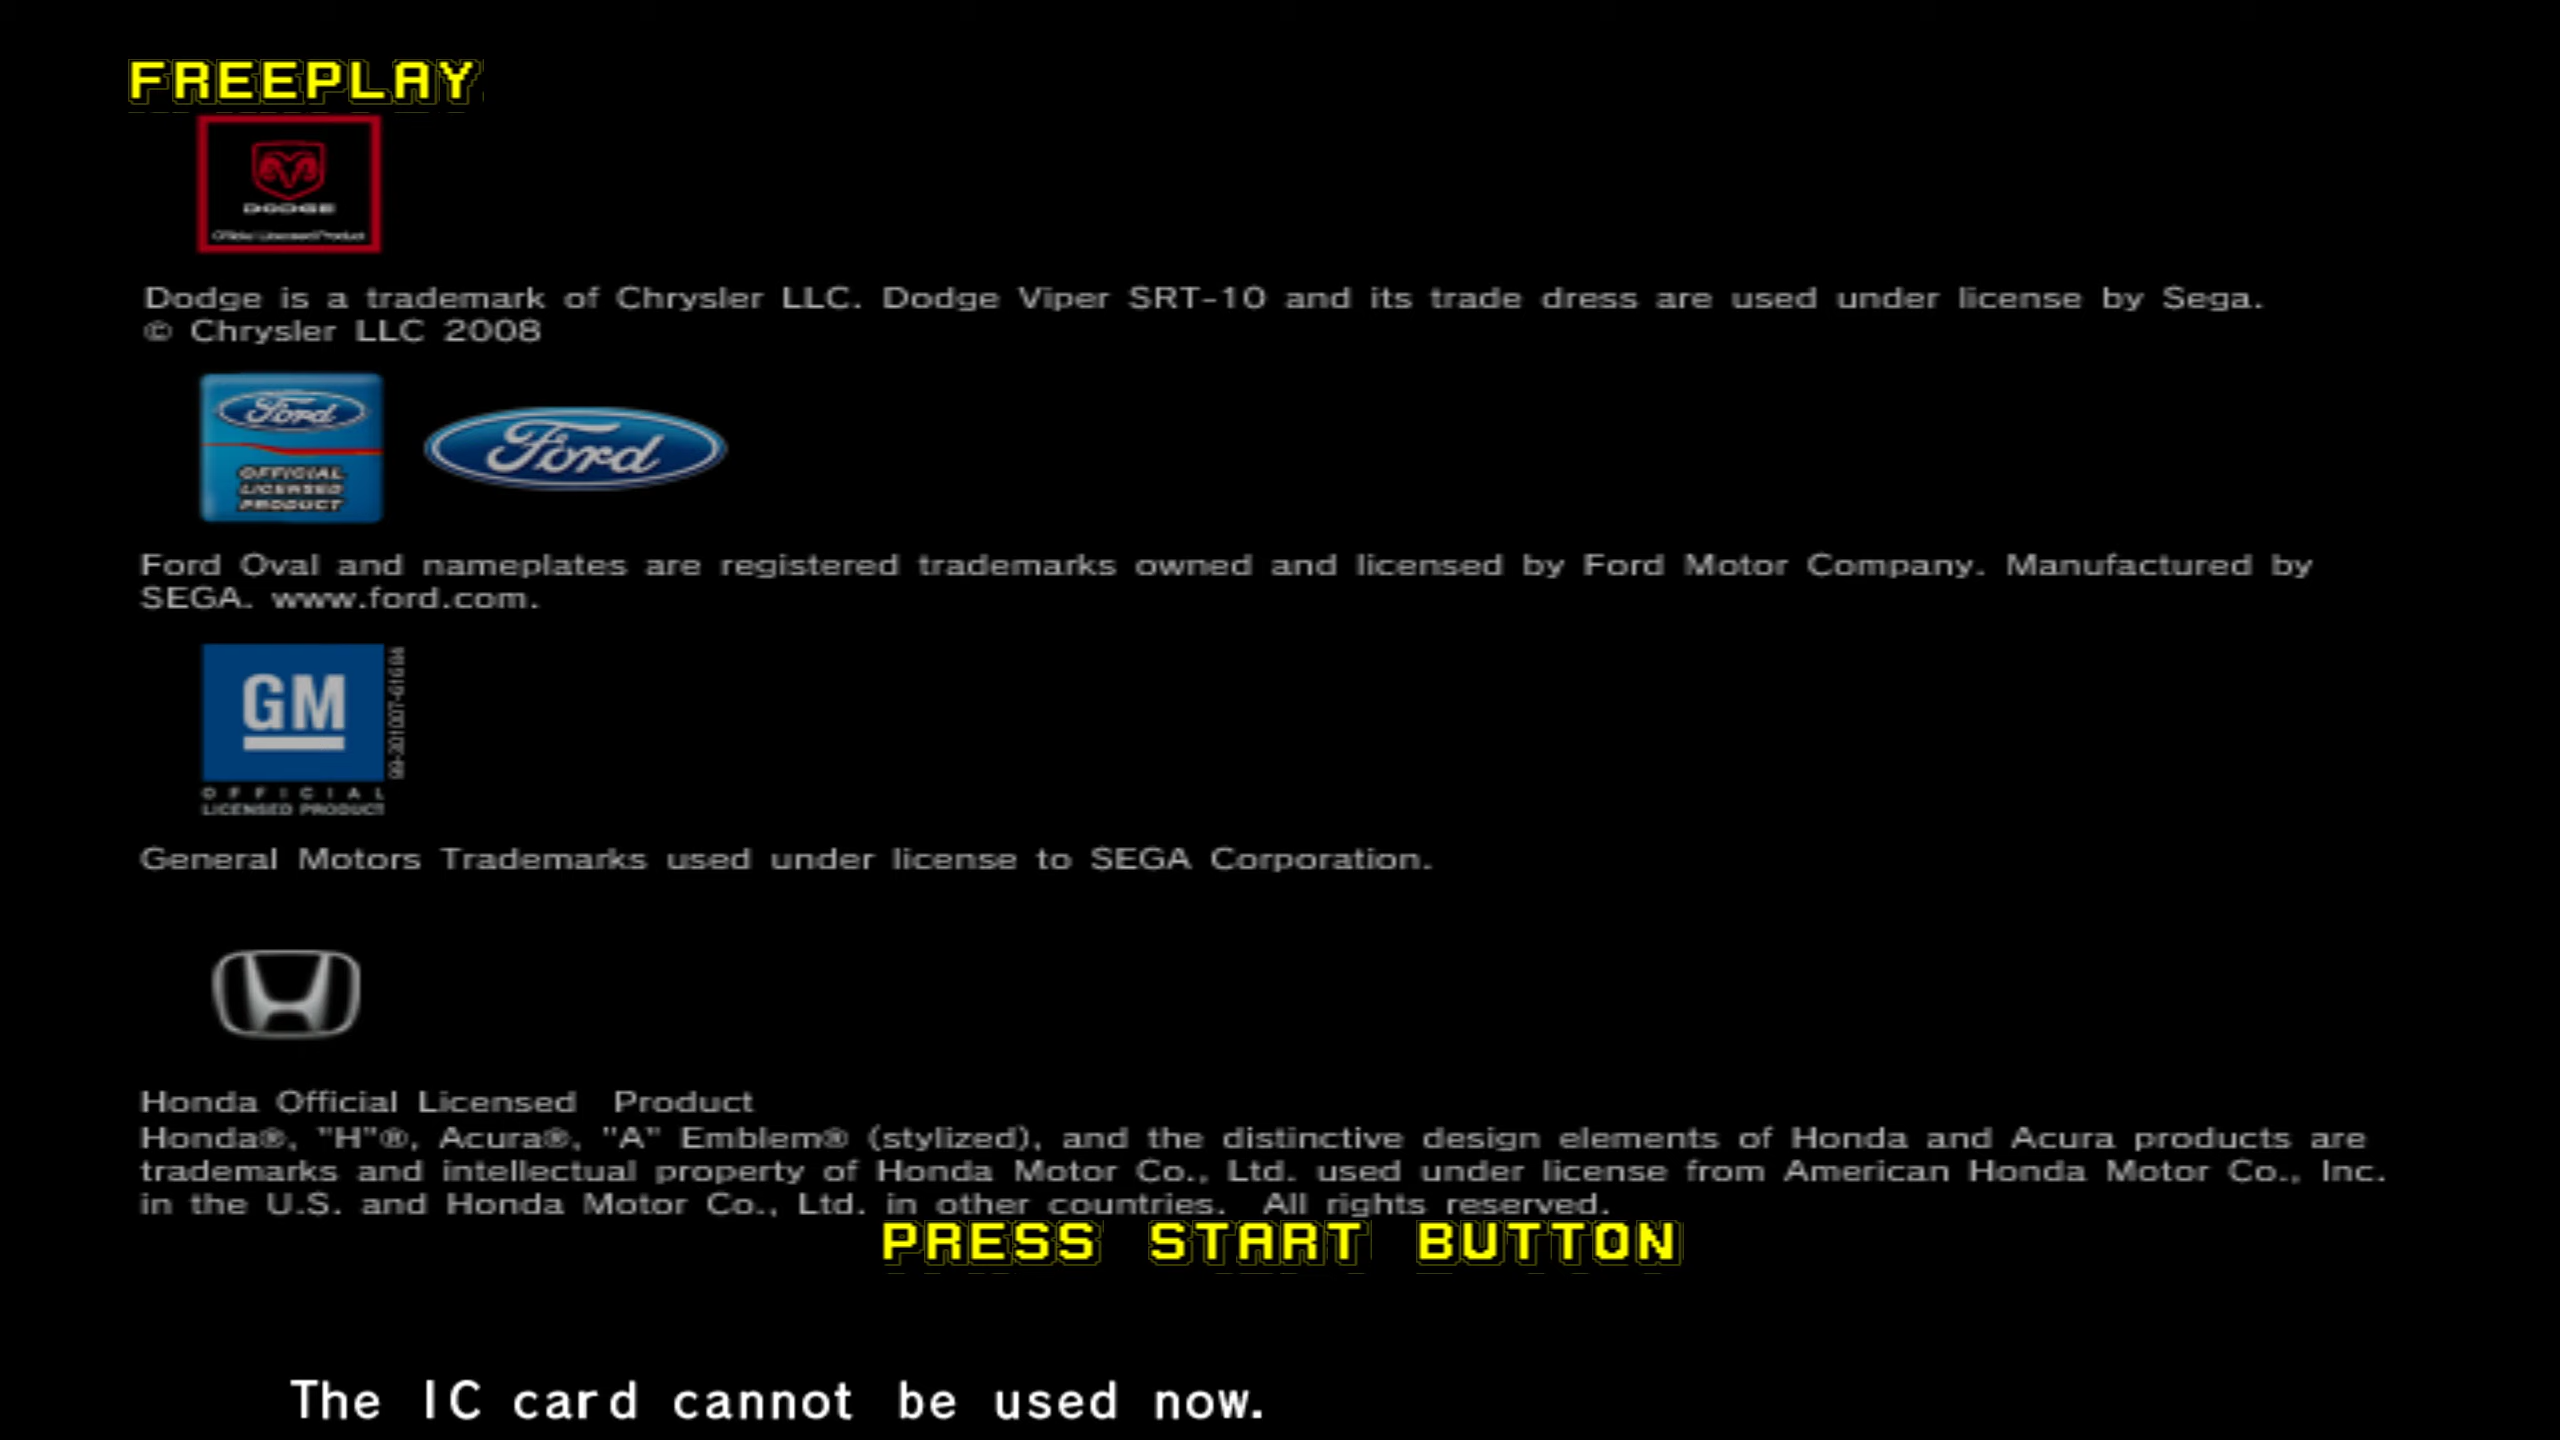 FREEPLAY
DODGE
Official Licensed Product
Dodge is a trademark of Chrysler LLC. Dodge Viper SRT-10 and its trade dress are used under license by Sega.
© Chrysler LLC 2008
Ford
OFFICIAL
LICENSED
PRODUCT
Ford
Ford Oval and nameplates are registered trademarks owned and licensed by Ford Motor Company. Manufactured by
SEGA. www.ford.com.
GM
OFFICIAL
LICENSED PRODUCT
General Motors Trademarks used under license to SEGA Corporation.
Honda Official Licensed  Product
Honda®, "H"®, Acura®, "A" Emblem® (stylized), and the distinctive design elements of Honda and Acura products are
trademarks and intellectual property of Honda Motor Co., Ltd. used under license from American Honda Motor Co., Inc.
in the U.S. and Honda Motor Co., Ltd. in other countries.  All rights reserved.
PRESS START BUTTON
The IC card cannot be used now.